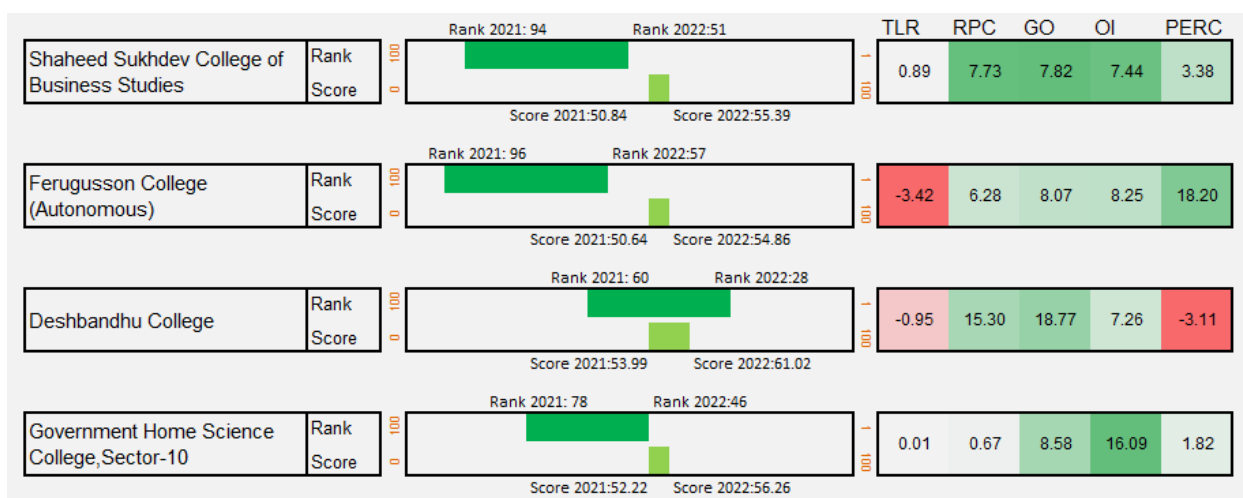 TLR RPC GO OI PERC
Rank 2021: 94 Rank 2022:51
Shaheed Sukhdev College of
Business Studies
Rank 100 1
Score 0 100
0.89 7.73 7.82 7.44 3.38
Score 2021:50.84 Score 2022:55.39
Rank 2021: 96 Rank 2022:57
Ferugusson College
(Autonomous)
Rank 100 1
Score 0 100
-3.42 6.28 8.07 8.25 18.20
Score 2021:50.64 Score 2022:54.86
Rank 2021: 60 Rank 2022:28
Deshbandhu College
Rank 100 1
Score 0 100
-0.95 15.30 18.77 7.26 -3.11
Score 2021:53.99 Score 2022:61.02
Rank 2021: 78 Rank 2022:46
Government Home Science
College,Sector-10
Rank 100 1
Score 0 100
0.01 0.67 8.58 16.09 1.82
Score 2021:52.22 Score 2022:56.26